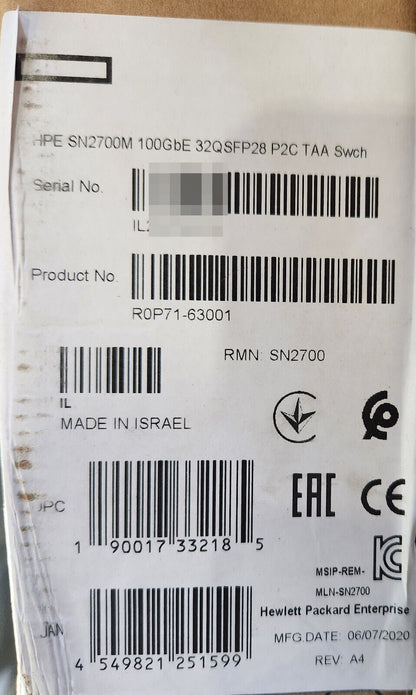 HPE SN2700M 100GbE 32QSFP28 P2C TAA Swch
Serial No.
Product No.
R0P71-63001
RMN: SN2700
IL
MADE IN ISRAEL
EAC CE
UPC
1 90017 33218 5
MSIP-REM-
MLN-SN2700
Hewlett Packard Enterprise
JAN
MFG.DATE: 06/07/2020
4 549821 251599
REV: A4